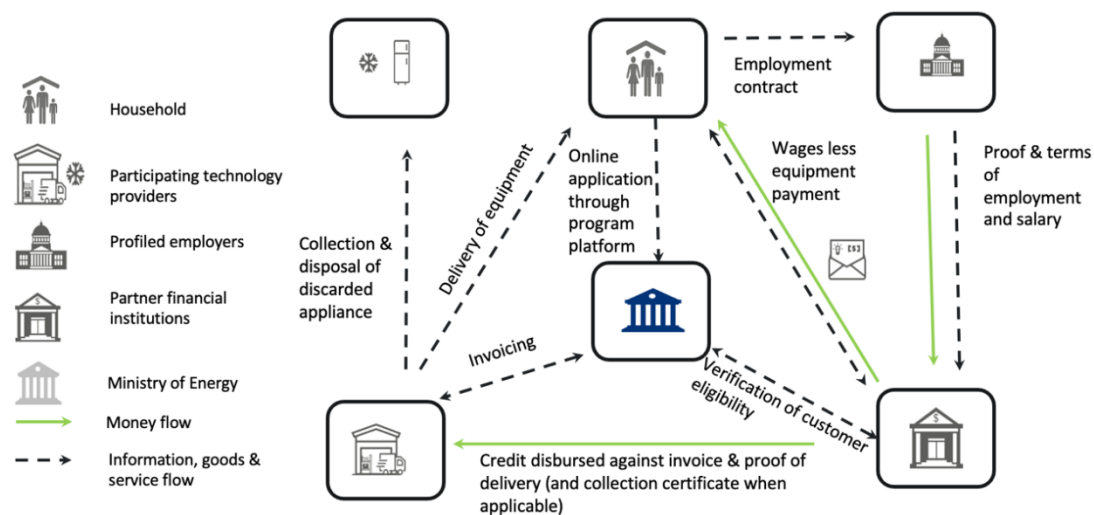 Household
Participating technology
providers
Profiled employers
Partner financial
institutions
Ministry of Energy
Money flow
Information, goods &
service flow
Employment
contract
Proof & terms
of
employment
and salary
Wages less
equipment
payment
Online
application
through
program
platform
Delivery of equipment
Collection &
disposal of
discarded
appliance
Invoicing
Verification of customer
eligibility
Credit disbursed against invoice & proof of
delivery (and collection certificate when
applicable)
$
$